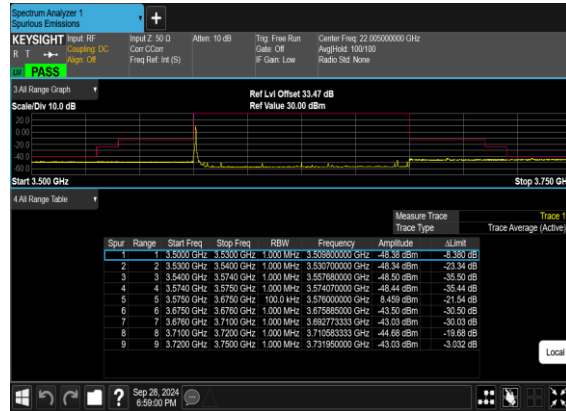 Spectrum Analyzer 1
Spurious Emissions
+
KEYSIGHT Input: RF Input Z: 50 Ω Atten: 10 dB Trig: Free Run Center Freq: 22.005000000 GHz
R T Coupling: DC Corr CCorr Gate: Off Avg|Hold: 100/100
Align: Off Freq Ref: Int (S) IF Gain: Low Radio Std: None
LW PASS
3 All Range Graph Ref Lvl Offset 33.47 dB
Scale/Div 10.0 dB Ref Value 30.00 dBm
20.0
0.00
-20.0
-40.0
-60.0
Start 3.500 GHz Stop 3.750 GH
4 All Range Table
Measure Trace Trace 1
Trace Type Trace Average (Active)
Spur Range Start Freq Stop Freq RBW Frequency Amplitude ΔLimit
1 1 3.5000 GHz 3.5300 GHz 1.000 MHz 3.509800000 GHz -48.38 dBm -8.380 dB
2 2 3.5300 GHz 3.5400 GHz 1.000 MHz 3.530700000 GHz -48.34 dBm -23.34 dB
3 3 3.5400 GHz 3.5740 GHz 1.000 MHz 3.557680000 GHz -48.50 dBm -35.50 dB
4 4 3.5740 GHz 3.5750 GHz 1.000 MHz 3.574070000 GHz -48.44 dBm -35.44 dB
5 5 3.5750 GHz 3.6750 GHz 100.0 kHz 3.576000000 GHz 8.459 dBm -21.54 dB
6 6 3.6750 GHz 3.6760 GHz 1.000 MHz 3.675885000 GHz -43.50 dBm -30.50 dB
7 7 3.6760 GHz 3.7100 GHz 1.000 MHz 3.692773333 GHz -43.03 dBm -30.03 dB
8 8 3.7100 GHz 3.7200 GHz 1.000 MHz 3.710583333 GHz -44.68 dBm -19.68 dB
9 9 3.7200 GHz 3.7500 GHz 1.000 MHz 3.731950000 GHz -43.03 dBm -3.032 dB
Local
? Sep 28, 2024
6:59:00 PM